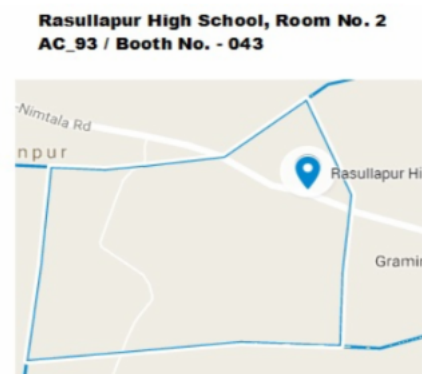 Rasullapur High School, Room No. 2
AC_93 / Booth No. - 043
-Nimtala Rd
npur
Rasullapur Hi
Gramin